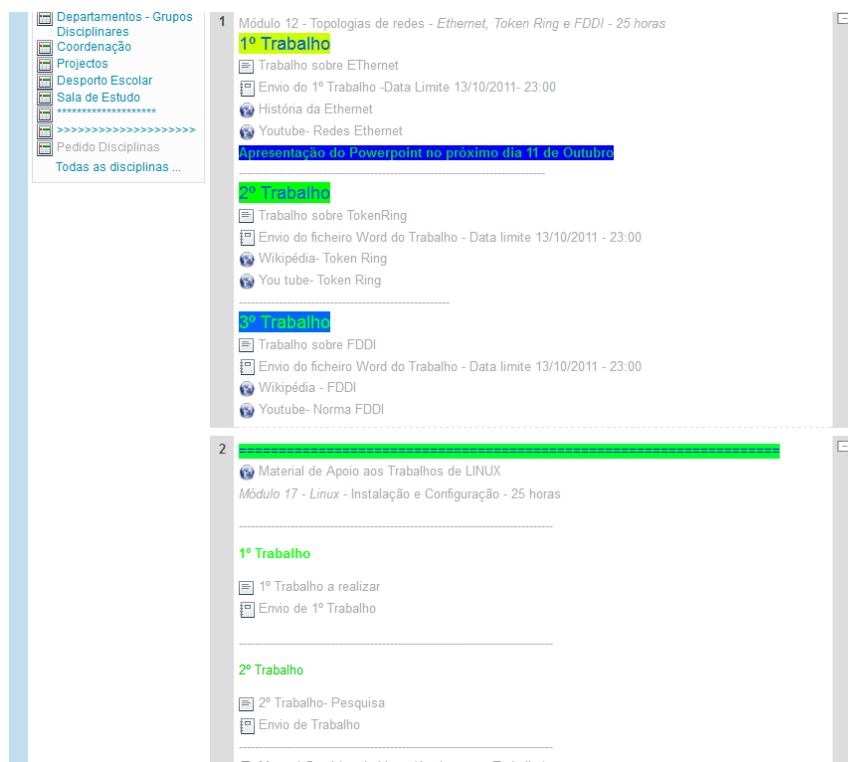 Departamentos - Grupos
Disciplinares
Coordenação
Projectos
Desporto Escolar
Sala de Estudo
********************
>>>>>>>>>>>>>>>>>>>>
Pedido Disciplinas
Todas as disciplinas ...
1
Módulo 12 - Topologias de redes - Ethernet, Token Ring e FDDI - 25 horas
1º Trabalho
Trabalho sobre EThernet
Envio do 1º Trabalho -Data Limite 13/10/2011- 23:00
História da Ethernet
Youtube- Redes Ethernet
Apresentação do Powerpoint no próximo dia 11 de Outubro
2º Trabalho
Trabalho sobre TokenRing
Envio do ficheiro Word do Trabalho - Data limite 13/10/2011 - 23:00
Wikipédia- Token Ring
You tube- Token Ring
3º Trabalho
Trabalho sobre FDDI
Envio do ficheiro Word do Trabalho - Data limite 13/10/2011 - 23:00
Wikipédia - FDDI
Youtube- Norma FDDI
2
Material de Apoio aos Trabalhos de LINUX
Módulo 17 - Linux - Instalação e Configuração - 25 horas
1º Trabalho
1º Trabalho a realizar
Envio de 1º Trabalho
2º Trabalho
2º Trabalho- Pesquisa
Envio de Trabalho